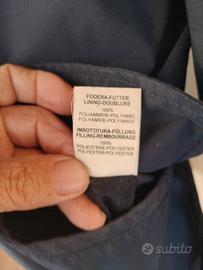 FODERA-FUTTER
LINING-DOUBLURE
100%
POLIAMMIDE-POLYAMID
POLYAMIDE-POLYAMIDE
IMBOTTITURA-FÜLLUNG
FILLING-REMBOURRAGE
100%
POLIESTERE-POLYESTER
POLYESTER-POLYESTER
subito